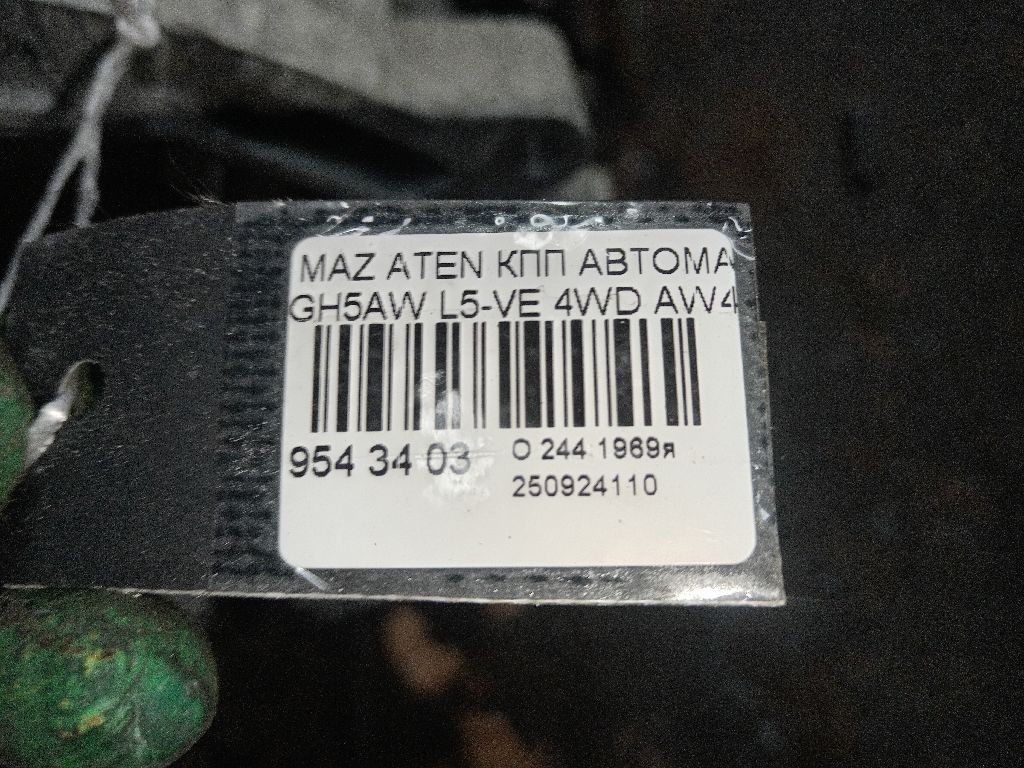 MAZ ATEN КПП АВТОМА
GH5AW L5-VE 4WD AW4
954 34 03
О 244 1969я
250924110